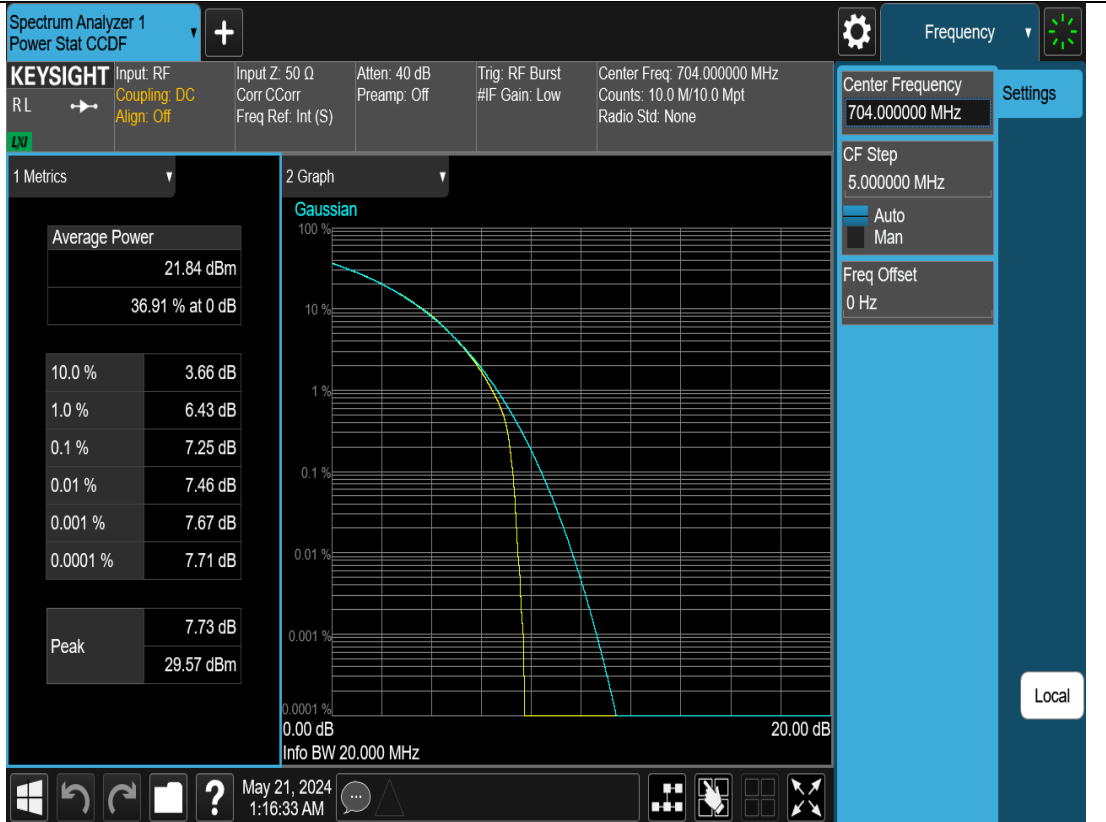 Spectrum Analyzer 1
Power Stat CCDF
+
Frequency
KEYSIGHT
RL
LXI
Input: RF
Coupling: DC
Align: Off
Input Z: 50 Ω
Corr CCorr
Freq Ref: Int (S)
Atten: 40 dB
Preamp: Off
Trig: RF Burst
#IF Gain: Low
Center Freq: 704.000000 MHz
Counts: 10.0 M/10.0 Mpt
Radio Std: None
Center Frequency
704.000000 MHz
Settings
CF Step
5.000000 MHz
Auto
Man
Freq Offset
0 Hz
1 Metrics
Average Power
21.84 dBm
36.91 % at 0 dB
10.0 % 3.66 dB
1.0 % 6.43 dB
0.1 % 7.25 dB
0.01 % 7.46 dB
0.001 % 7.67 dB
0.0001 % 7.71 dB
Peak
7.73 dB
29.57 dBm
2 Graph
Gaussian
100 %
10 %
1 %
0.1 %
0.01 %
0.001 %
0.0001 %
0.00 dB 20.00 dB
Info BW 20.000 MHz
Local
?
May 21, 2024
1:16:33 AM